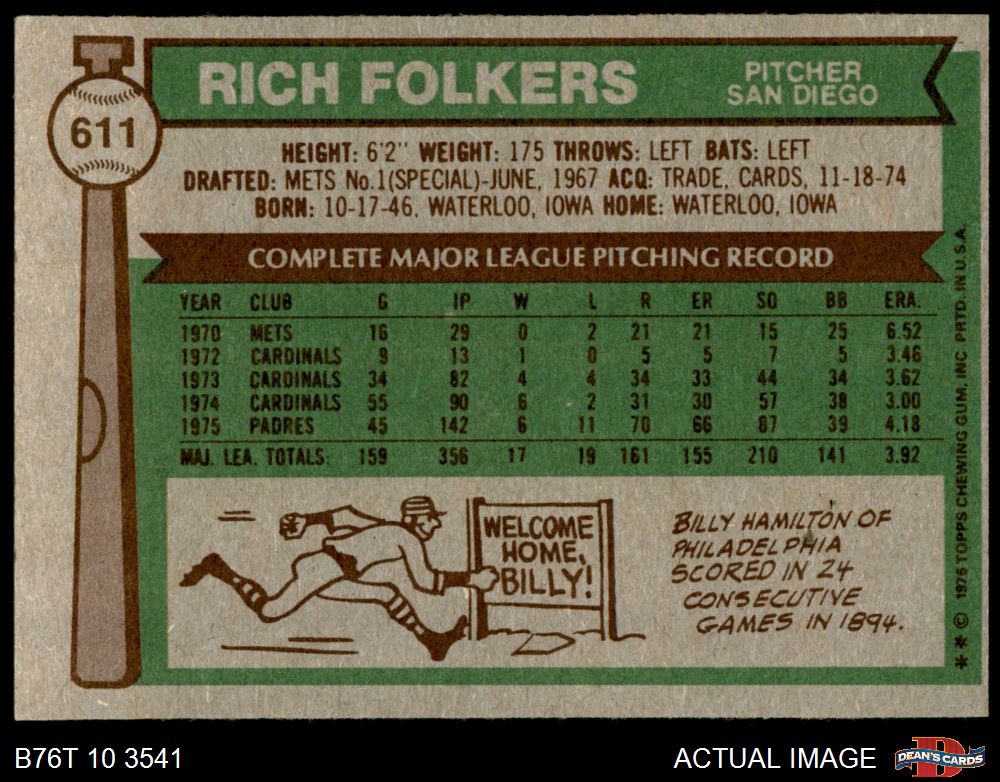 611
RICH FOLKERS
PITCHER
SAN DIEGO
HEIGHT: 6'2" WEIGHT: 175 THROWS: LEFT BATS: LEFT
DRAFTED: METS No.1(SPECIAL)-JUNE, 1967 ACQ: TRADE, CARDS, 11-18-74
BORN: 10-17-46, WATERLOO, IOWA HOME: WATERLOO, IOWA
COMPLETE MAJOR LEAGUE PITCHING RECORD
YEAR CLUB G IP W L R ER SO BB ERA.
1970 METS 16 29 0 2 21 21 15 25 6.52
1972 CARDINALS 9 13 1 0 5 5 7 5 3.46
1973 CARDINALS 34 82 4 4 34 33 44 34 3.62
1974 CARDINALS 55 90 6 2 31 30 57 38 3.00
1975 PADRES 45 142 6 11 70 66 87 39 4.18
MAJ. LEA. TOTALS: 159 356 17 19 161 155 210 141 3.92
WELCOME
HOME,
BILLY!
BILLY HAMILTON OF
PHILADELPHIA
SCORED IN 24
CONSECUTIVE
GAMES IN 1894.
** © 1976 TOPPS CHEWING GUM, INC PRTD. IN U.S.A.
B76T 10 3541
ACTUAL IMAGE
D
DEAN'S CARDS